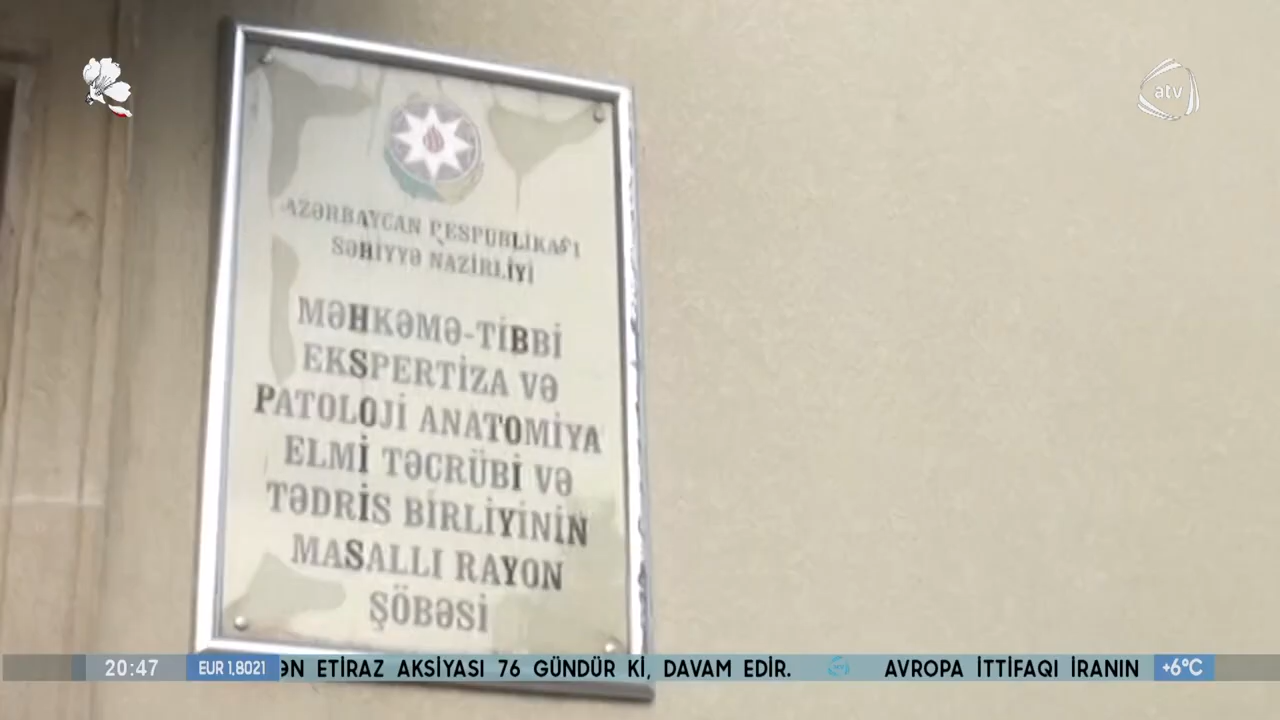 atv
AZƏRBAYCAN RESPUBLİKASI
SƏHİYYƏ NAZİRLİYİ
MƏHKƏMƏ-TİBBİ
EKSPERTİZA VƏ
PATOLOJİ ANATOMİYA
ELMİ TƏCRÜBİ VƏ
TƏDRİS BİRLİYİNİN
MASALLI RAYON
ŞÖBƏSİ
20:47 EUR 1,8021 ƏN ETİRAZ AKSİYASI 76 GÜNDÜR Kİ, DAVAM EDİR. atv AVROPA İTTİFAQI İRANIN +6°C